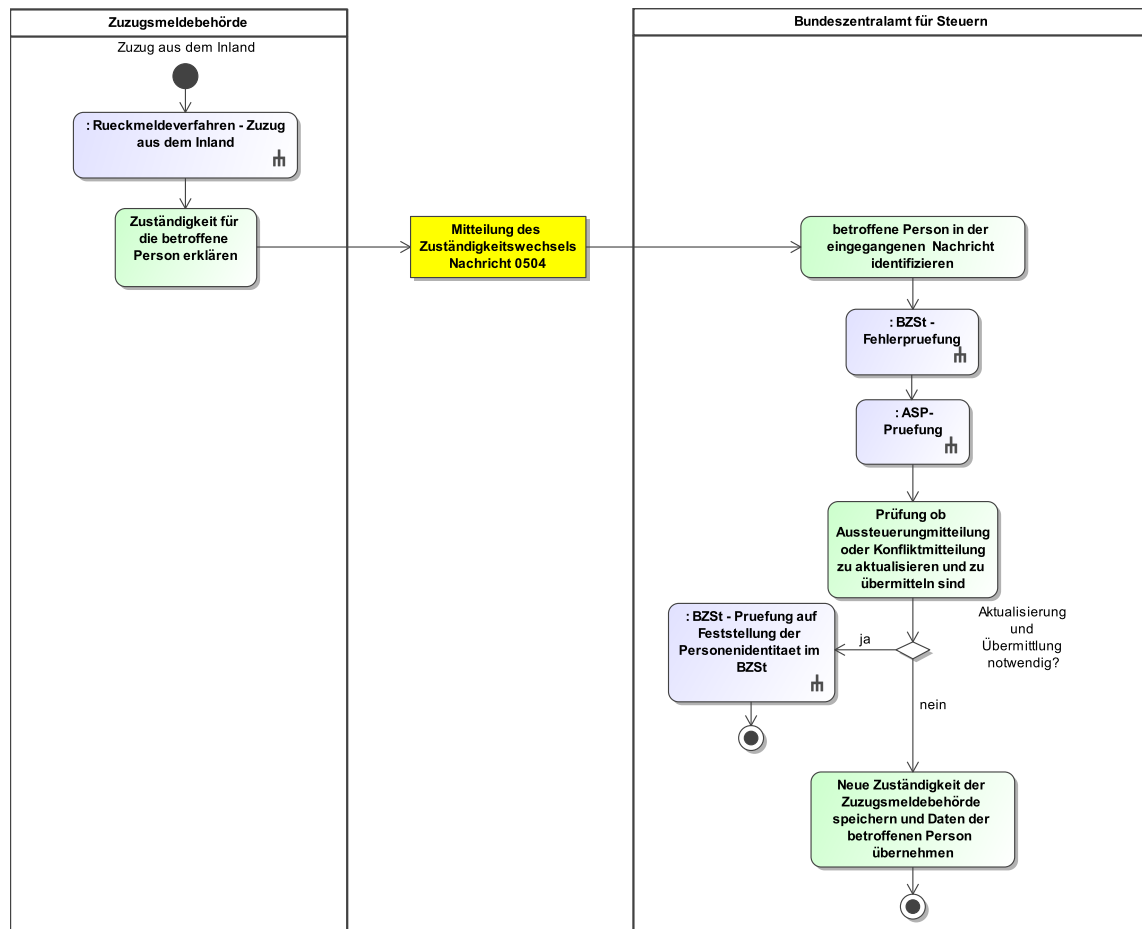 Zuzugsmeldebehörde
Zuzug aus dem Inland
: Rueckmeldeverfahren - Zuzug
aus dem Inland
Zuständigkeit für
die betroffene
Person erklären
Mitteilung des
Zuständigkeitswechsels
Nachricht 0504
Bundeszentralamt für Steuern
betroffene Person in der
eingegangenen Nachricht
identifizieren
: BZSt -
Fehlerpruefung
: ASP-
Pruefung
Prüfung ob
Aussteuerungmitteilung
oder Konfliktmitteilung
zu aktualisieren und zu
übermitteln sind
Aktualisierung
und
Übermittlung
notwendig?
ja
: BZSt - Pruefung auf
Feststellung der
Personenidentitaet im
BZSt
nein
Neue Zuständigkeit der
Zuzugsmeldebehörde
speichern und Daten der
betroffenen Person
übernehmen